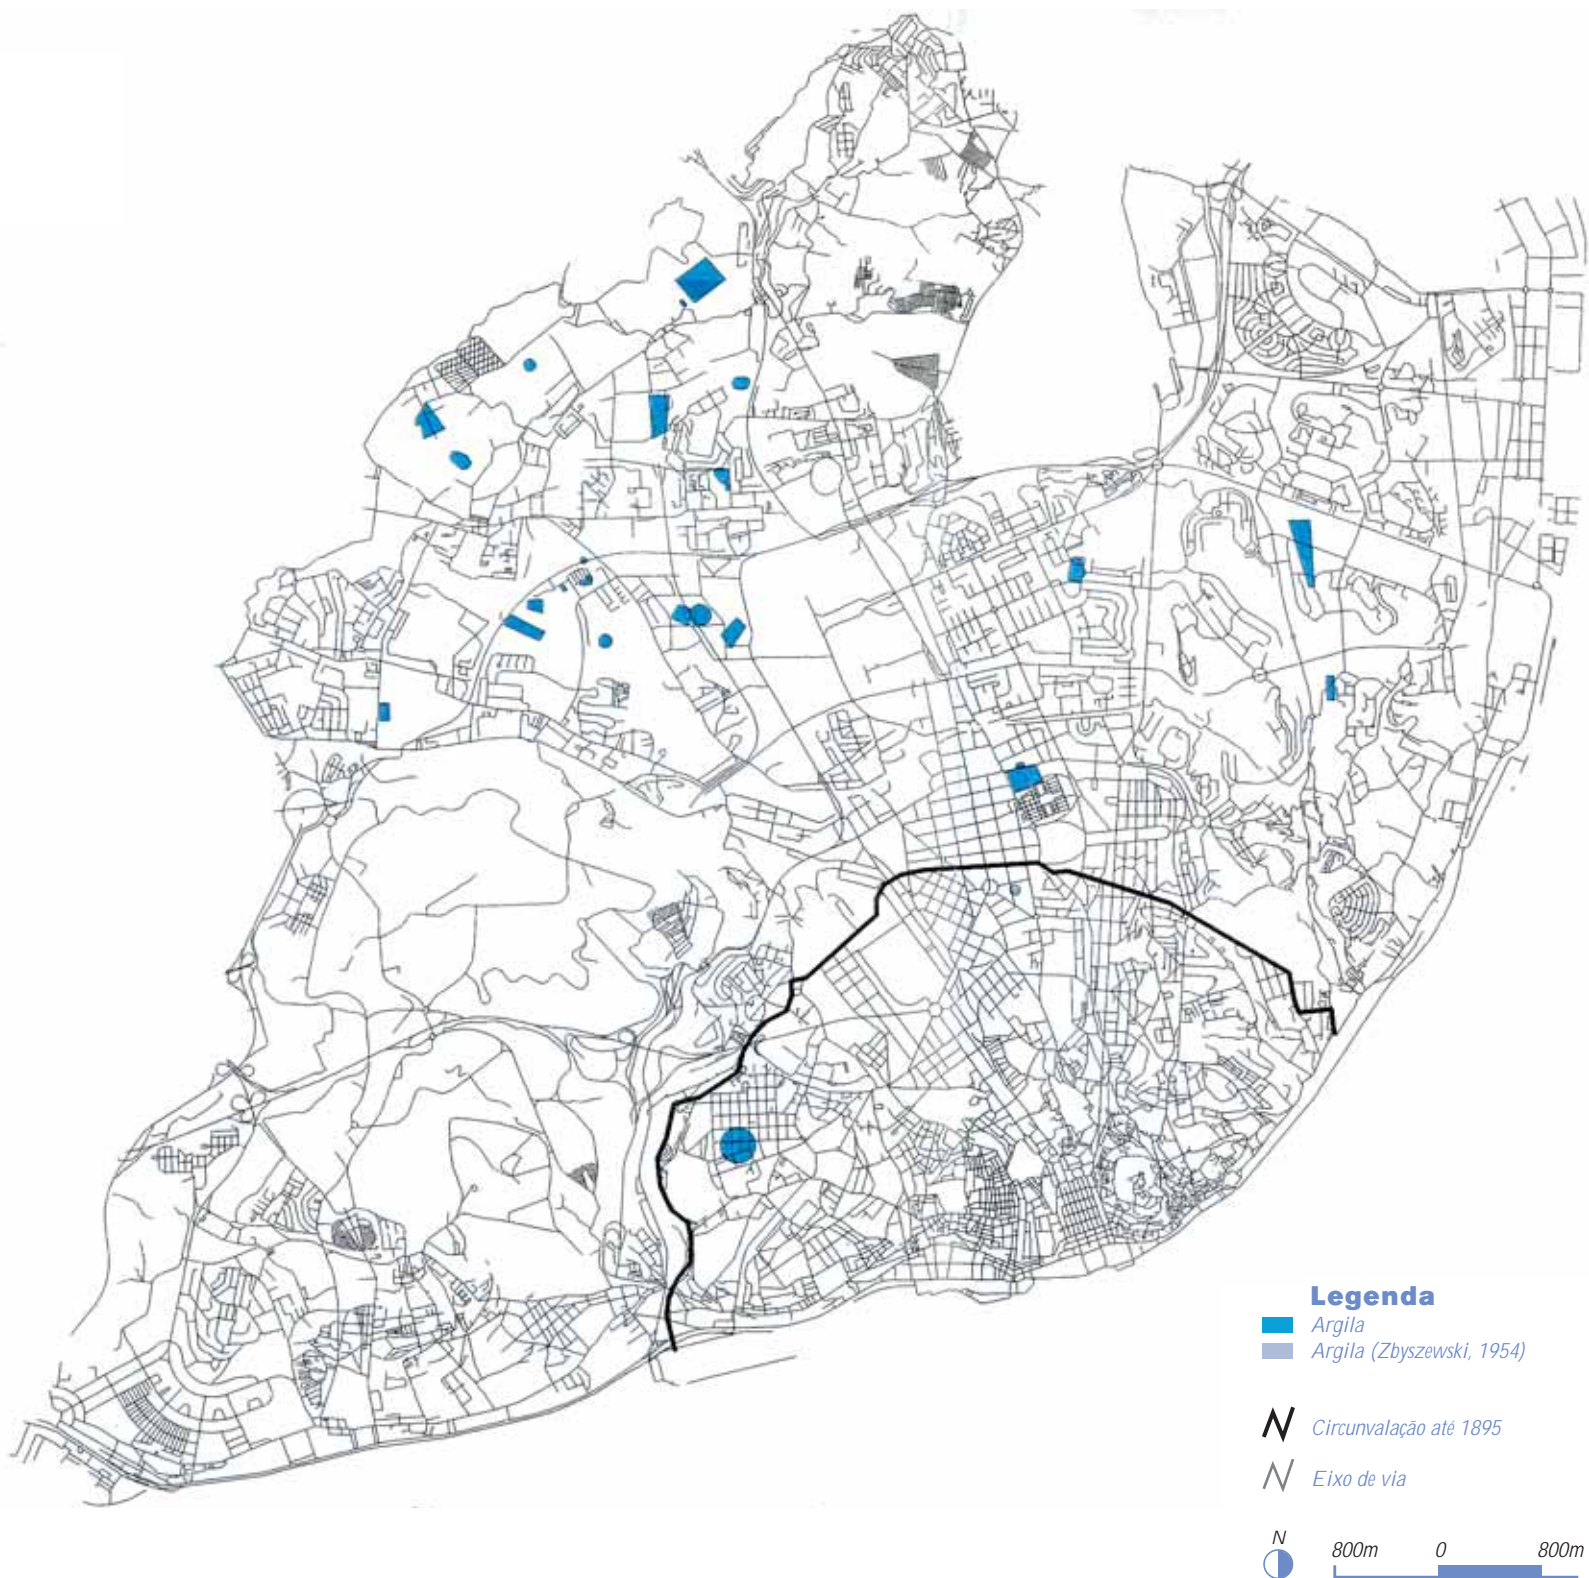 Legenda
Argila
Argila (Zbyszewski, 1954)
Circunvalação até 1895
Eixo de via
N
800m 0 800m